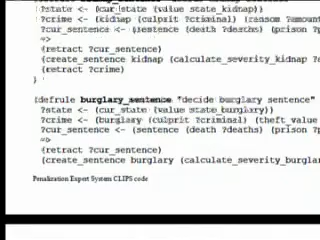 ?state <- (cur_state (value state_kidnap))
?crime <- (kidnap (culprit ?criminal) (ransom ?amount
?cur_sentence <- (sentence (death ?deaths) (prison ?p
=>
(retract ?cur_sentence)
(create_sentence kidnap (calculate_severity_kidnap
(retract ?crime)
)
(defrule burglary_sentence "decide burglary sentence"
?state <- (cur_state (value state_burglary))
?crime <- (burglary (culprit ?criminal) (theft_value
?cur_sentence <- (sentence (death ?deaths) (prison ?p
=>
(retract ?cur_sentence)
(create_sentence burglary (calculate_severity_burglar
Penalization Expert System CLIPS code